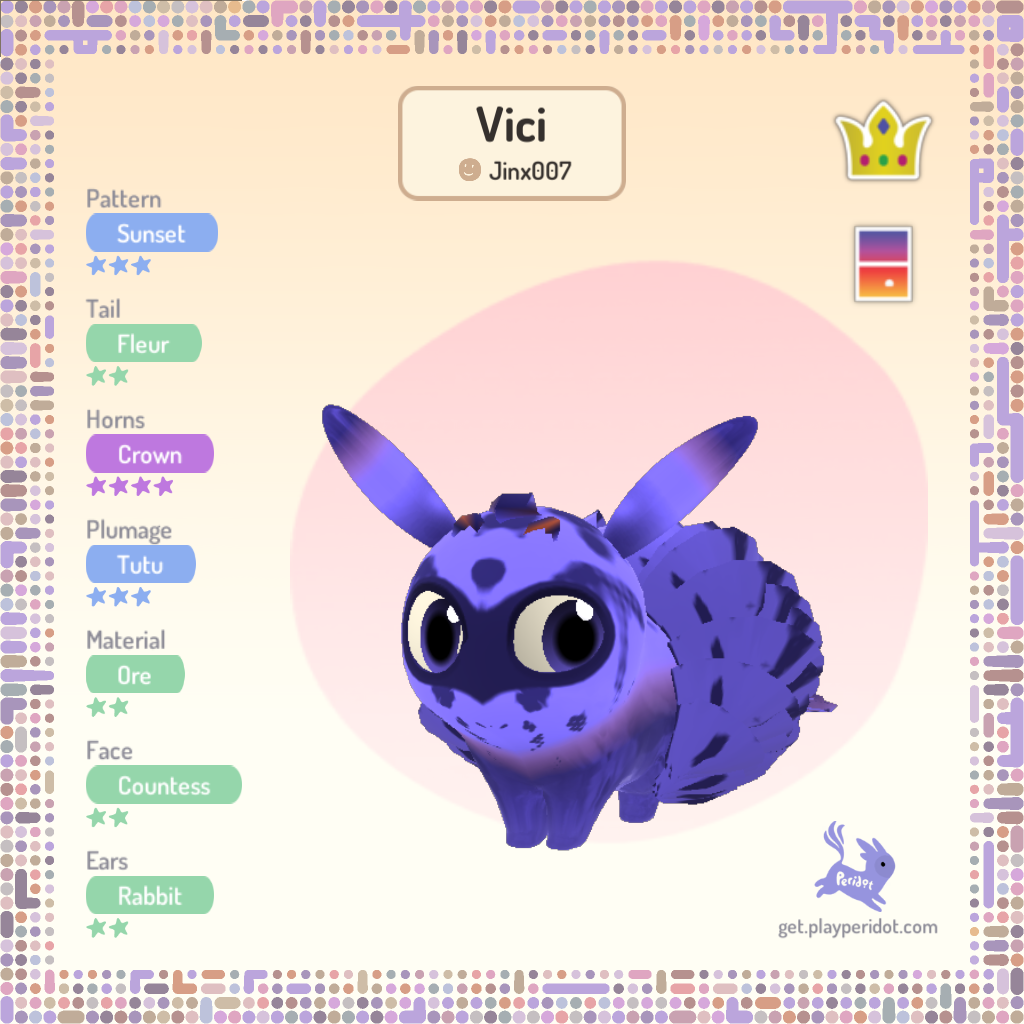 Vici
Jinx007
Pattern
Sunset
Tail
Fleur
Horns
Crown
Plumage
Tutu
Material
Ore
Face
Countess
Ears
Rabbit
Peridot
get.playperidot.com